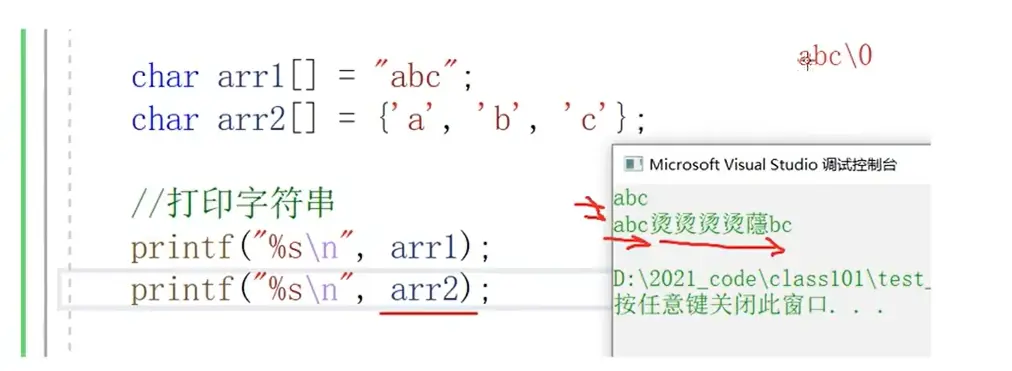 abc\0
char arr1[] = "abc";
char arr2[] = {'a', 'b', 'c'};
//打印字符串
printf("%s\n", arr1);
printf("%s\n", arr2);
Microsoft Visual Studio 调试控制台
abc
abc烫烫烫烫蘟bc
D:\2021_code\class101\test_
按任意键关闭此窗口. . .